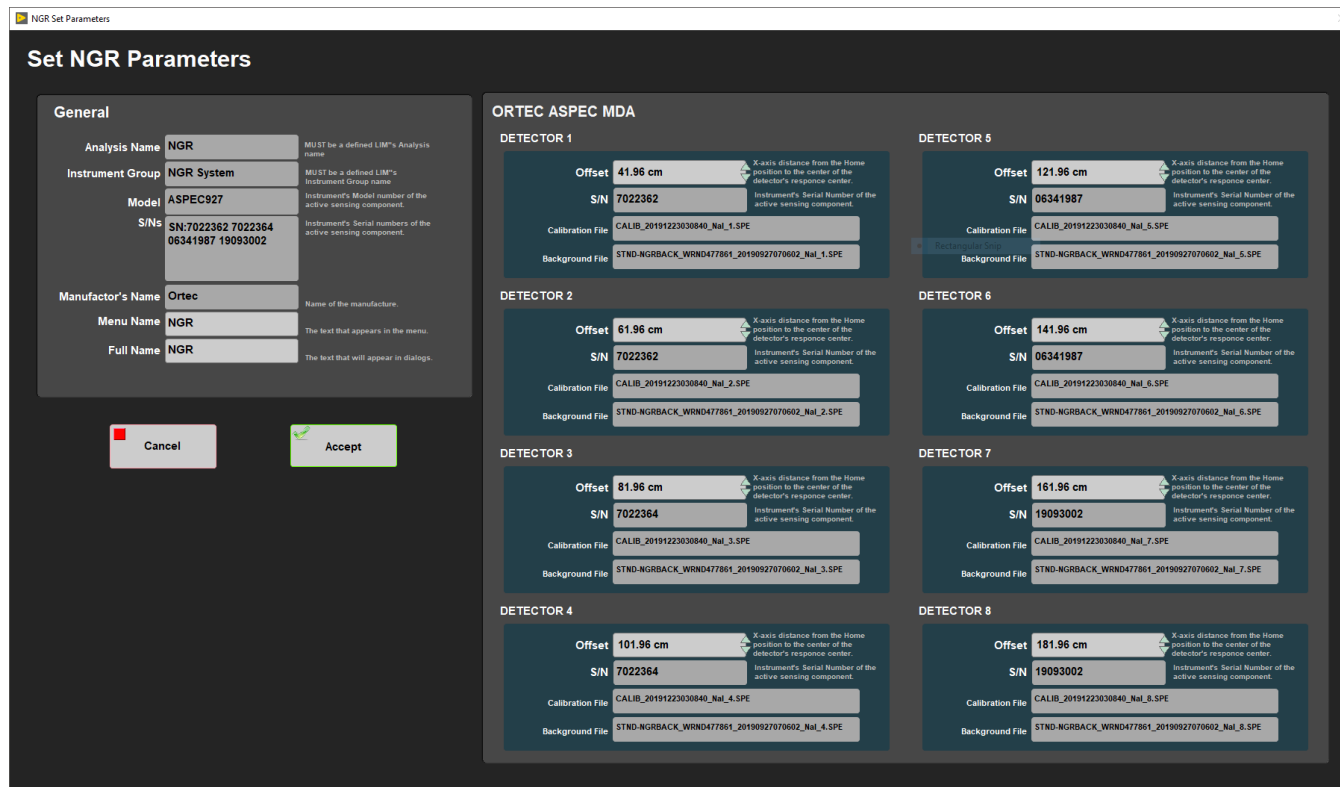 NGR Set Parameters
Set NGR Parameters
General
Analysis Name NGR MUST be a defined LIM"s Analysis
name
Instrument Group NGR System MUST be a defined LIM"s
Instrument Group name
Model ASPEC927 Instrument's Model number of the
active sensing component.
S/Ns SN:7022362 7022364 Instrument's Serial numbers of the
06341987 19093002 active sensing component.
Manufactor's Name Ortec Name of the manufacture.
Menu Name NGR The text that appears in the menu.
Full Name NGR The text that will appear in dialogs.
Cancel
Accept
ORTEC ASPEC MDA
DETECTOR 1
Offset 41.96 cm X-axis distance from the Home
position to the center of the
detector's responce center.
S/N 7022362 Instrument's Serial Number of the
active sensing component.
Calibration File CALIB_20191223030840_NaI_1.SPE
Background File STND-NGRBACK_WRND477861_20190927070602_NaI_1.SPE
DETECTOR 2
Offset 61.96 cm X-axis distance from the Home
position to the center of the
detector's responce center.
S/N 7022362 Instrument's Serial Number of the
active sensing component.
Calibration File CALIB_20191223030840_NaI_2.SPE
Background File STND-NGRBACK_WRND477861_20190927070602_NaI_2.SPE
DETECTOR 3
Offset 81.96 cm X-axis distance from the Home
position to the center of the
detector's responce center.
S/N 7022364 Instrument's Serial Number of the
active sensing component.
Calibration File CALIB_20191223030840_NaI_3.SPE
Background File STND-NGRBACK_WRND477861_20190927070602_NaI_3.SPE
DETECTOR 4
Offset 101.96 cm X-axis distance from the Home
position to the center of the
detector's responce center.
S/N 7022364 Instrument's Serial Number of the
active sensing component.
Calibration File CALIB_20191223030840_NaI_4.SPE
Background File STND-NGRBACK_WRND477861_20190927070602_NaI_4.SPE
DETECTOR 5
Offset 121.96 cm X-axis distance from the Home
position to the center of the
detector's responce center.
S/N 06341987 Instrument's Serial Number of the
active sensing component.
Calibration File CALIB_20191223030840_NaI_5.SPE
Rectangular Snip
Background File STND-NGRBACK_WRND477861_20190927070602_NaI_5.SPE
DETECTOR 6
Offset 141.96 cm X-axis distance from the Home
position to the center of the
detector's responce center.
S/N 06341987 Instrument's Serial Number of the
active sensing component.
Calibration File CALIB_20191223030840_NaI_6.SPE
Background File STND-NGRBACK_WRND477861_20190927070602_NaI_6.SPE
DETECTOR 7
Offset 161.96 cm X-axis distance from the Home
position to the center of the
detector's responce center.
S/N 19093002 Instrument's Serial Number of the
active sensing component.
Calibration File CALIB_20191223030840_NaI_7.SPE
Background File STND-NGRBACK_WRND477861_20190927070602_NaI_7.SPE
DETECTOR 8
Offset 181.96 cm X-axis distance from the Home
position to the center of the
detector's responce center.
S/N 19093002 Instrument's Serial Number of the
active sensing component.
Calibration File CALIB_20191223030840_NaI_8.SPE
Background File STND-NGRBACK_WRND477861_20190927070602_NaI_8.SPE